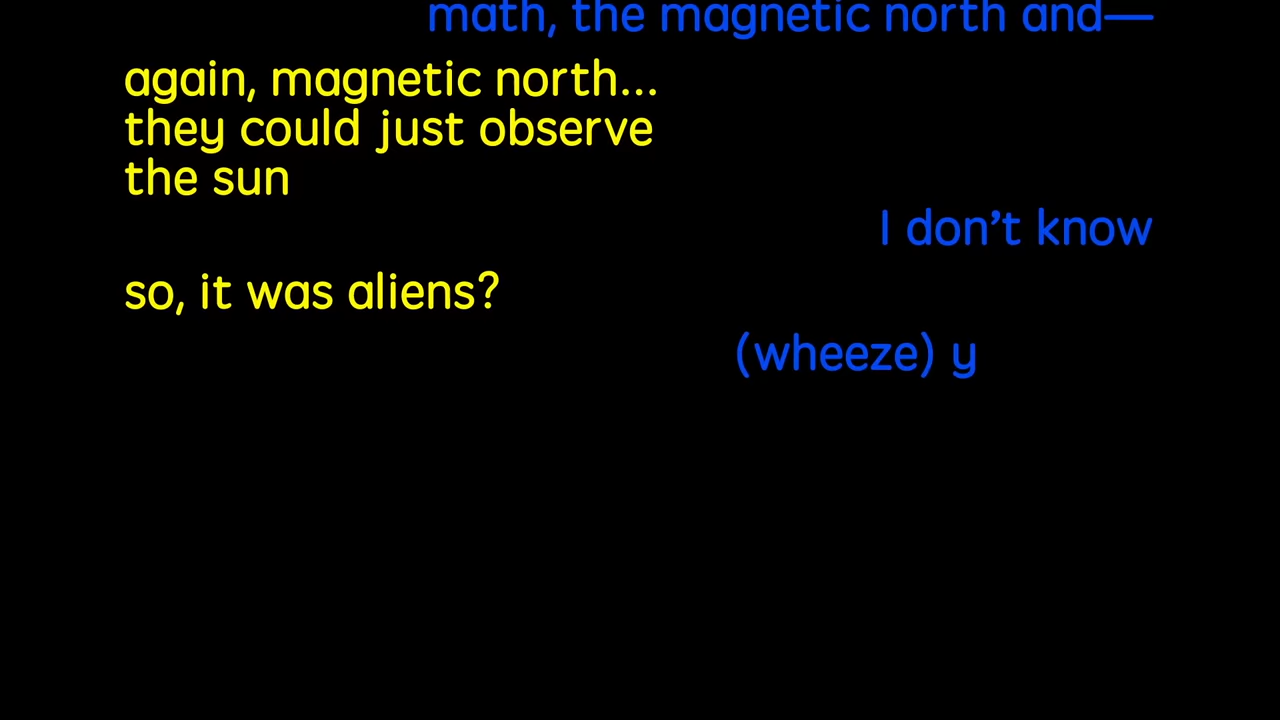 math, the magnetic north and—
again, magnetic north...
they could just observe
the sun
I don’t know
so, it was aliens?
(wheeze) y